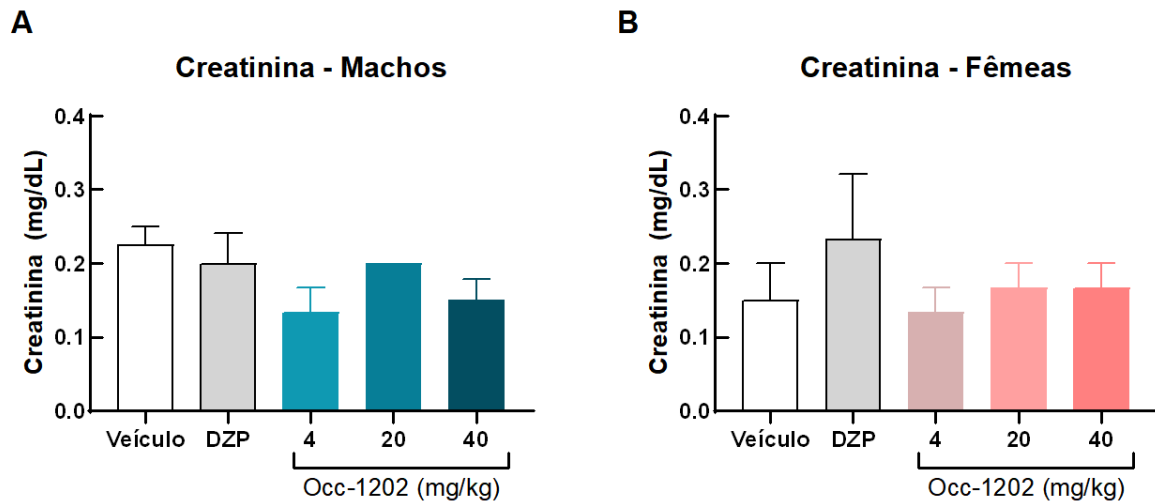 A
Creatinina - Machos
Creatinina (mg/dL)
0.4
0.3
0.2
0.1
0.0
Veículo DZP 4 20 40
Occ-1202 (mg/kg)
B
Creatinina - Fêmeas
Creatinina (mg/dL)
0.4
0.3
0.2
0.1
0.0
Veículo DZP 4 20 40
Occ-1202 (mg/kg)